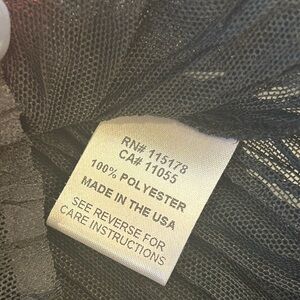 RN# 115178
CA# 11055
100% POLYESTER
MADE IN THE USA
SEE REVERSE FOR
CARE INSTRUCTIONS